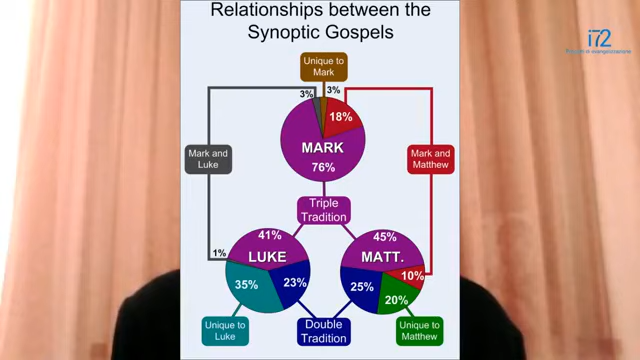 Relationships between the
Synoptic Gospels
i72
Unique to
Mark
3%
3%
18%
MARK
76%
Mark and
Luke
Mark and
Matthew
Triple
Tradition
41%
45%
1%
LUKE
MATT.
10%
35%
23%
25%
20%
Unique to
Luke
Double
Tradition
Unique to
Matthew